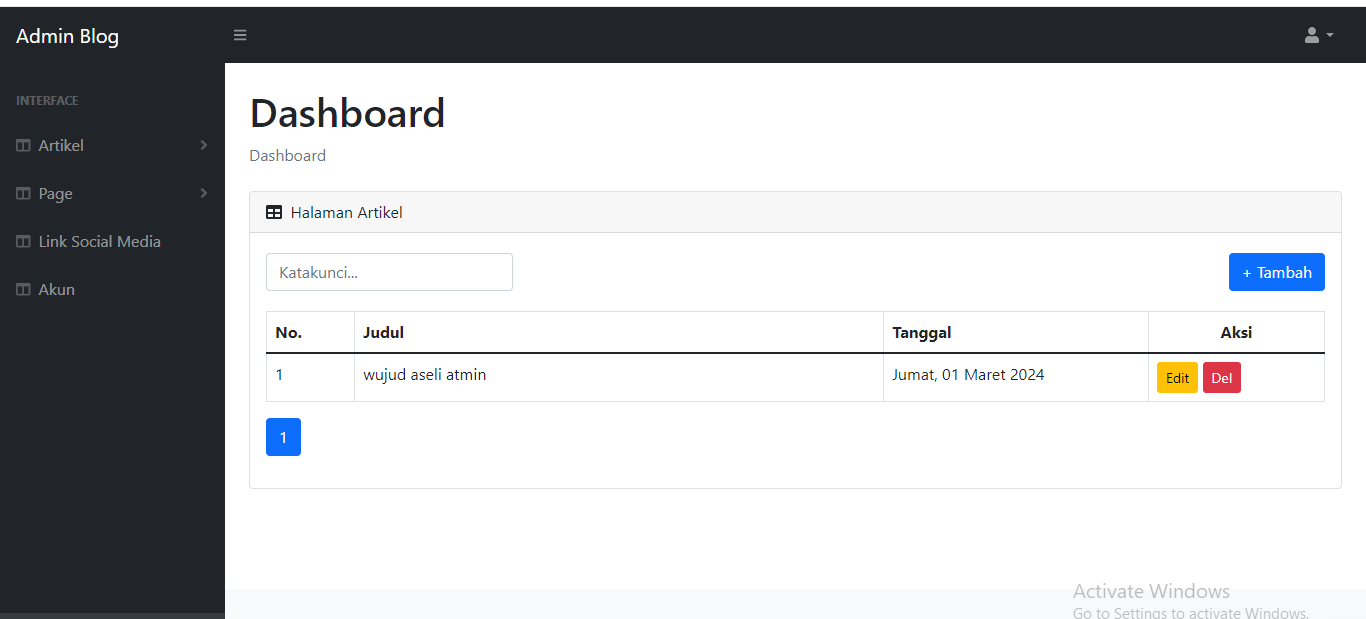 Admin Blog
INTERFACE
Artikel
Page
Link Social Media
Akun
Dashboard
Dashboard
Halaman Artikel
Katakunci...
+ Tambah
No. Judul Tanggal Aksi
1 wujud aseli atmin Jumat, 01 Maret 2024 Edit Del
1
Activate Windows
Go to Settings to activate Windows.